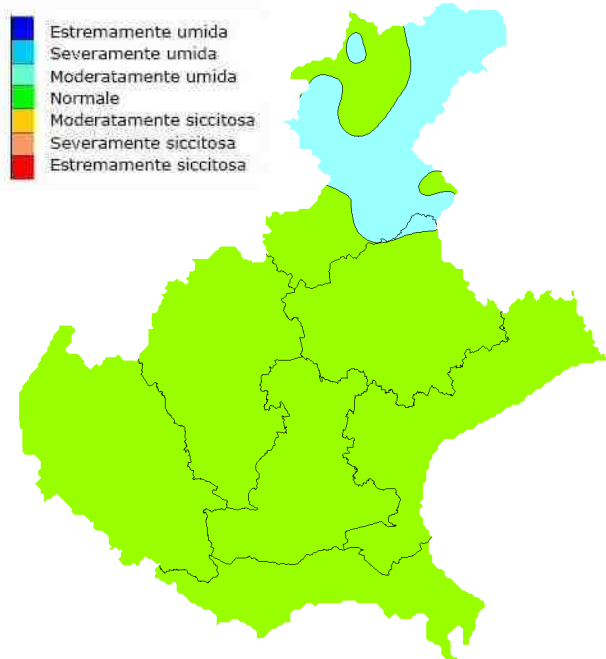 Estremamente umida
Severamente umida
Moderatamente umida
Normale
Moderatamente siccitosa
Severamente siccitosa
Estremamente siccitosa